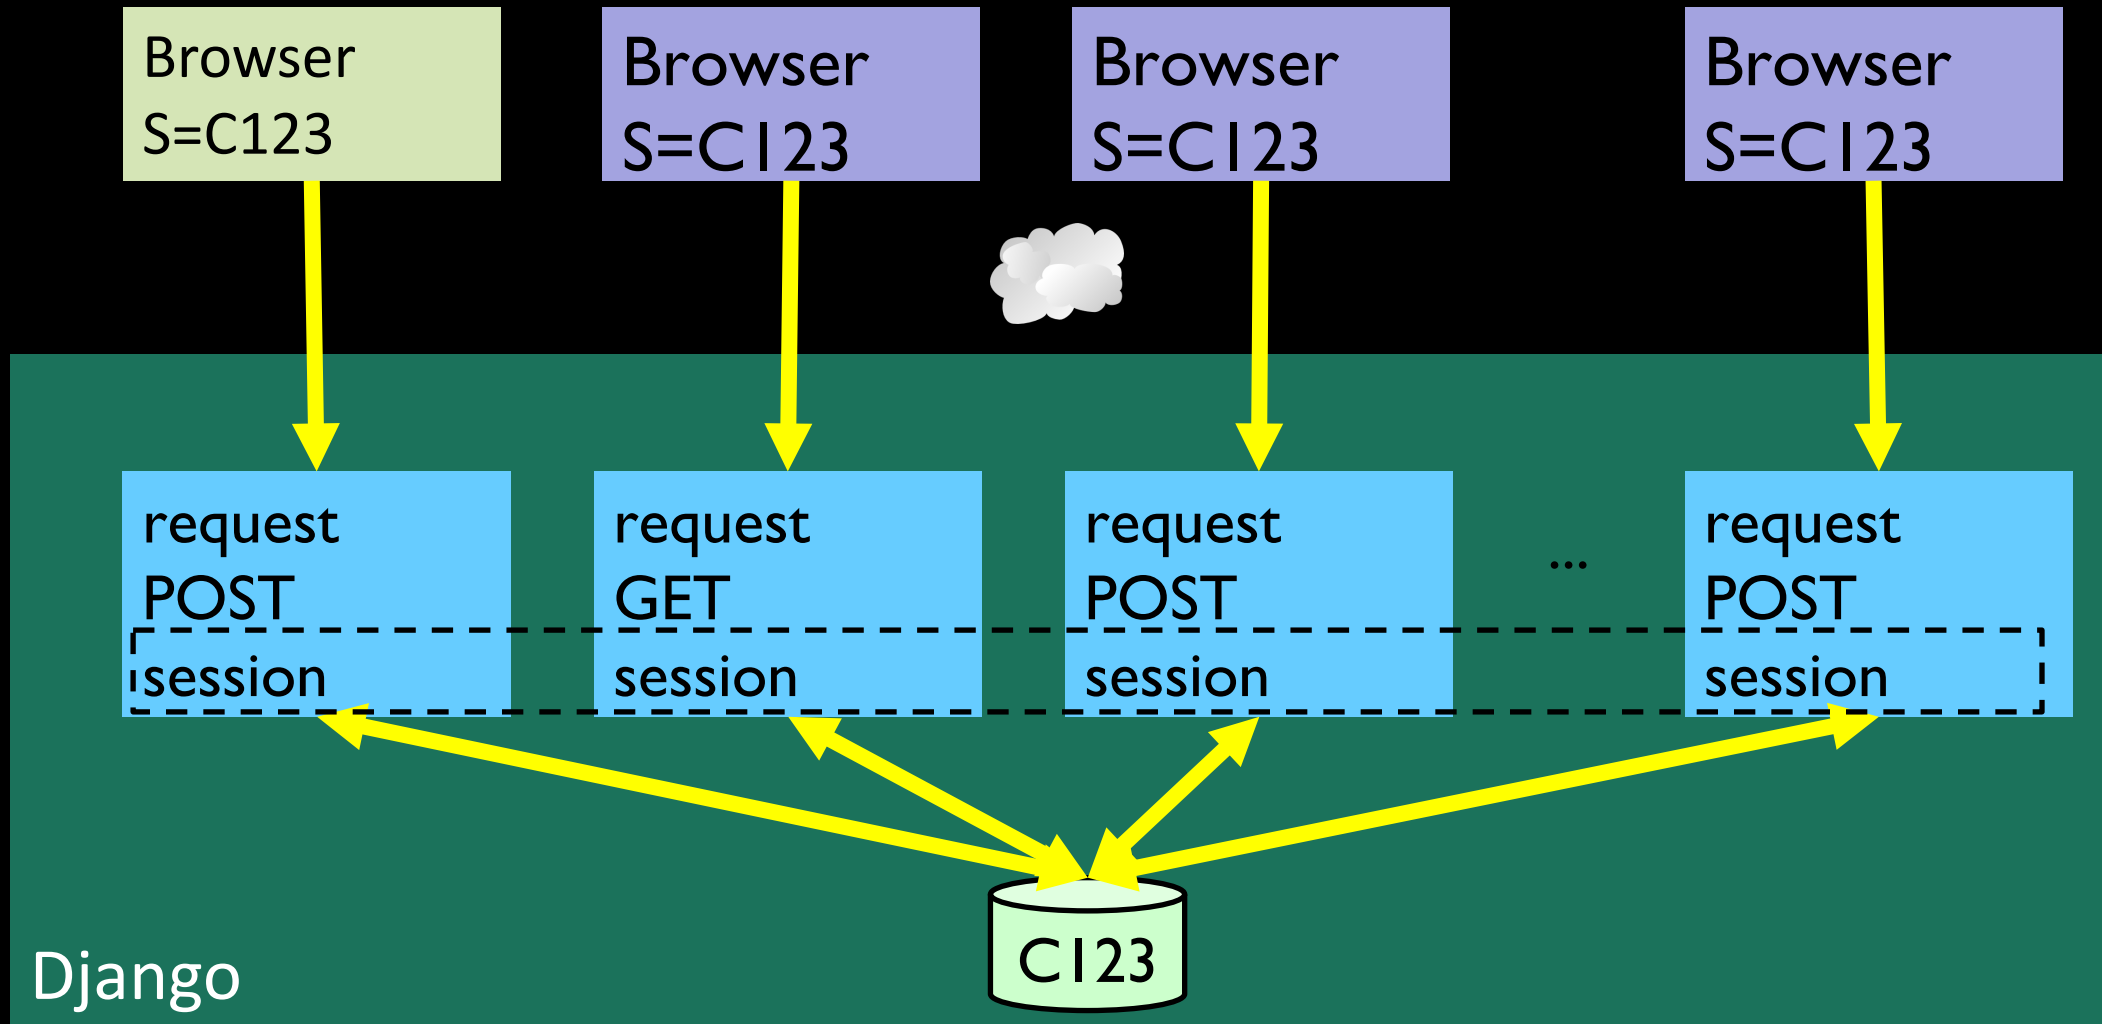 Browser
S=C123
Browser
S=C123
Browser
S=C123
Browser
S=C123
request
POST
session
request
GET
session
request
POST
session
...
request
POST
session
C123
Django